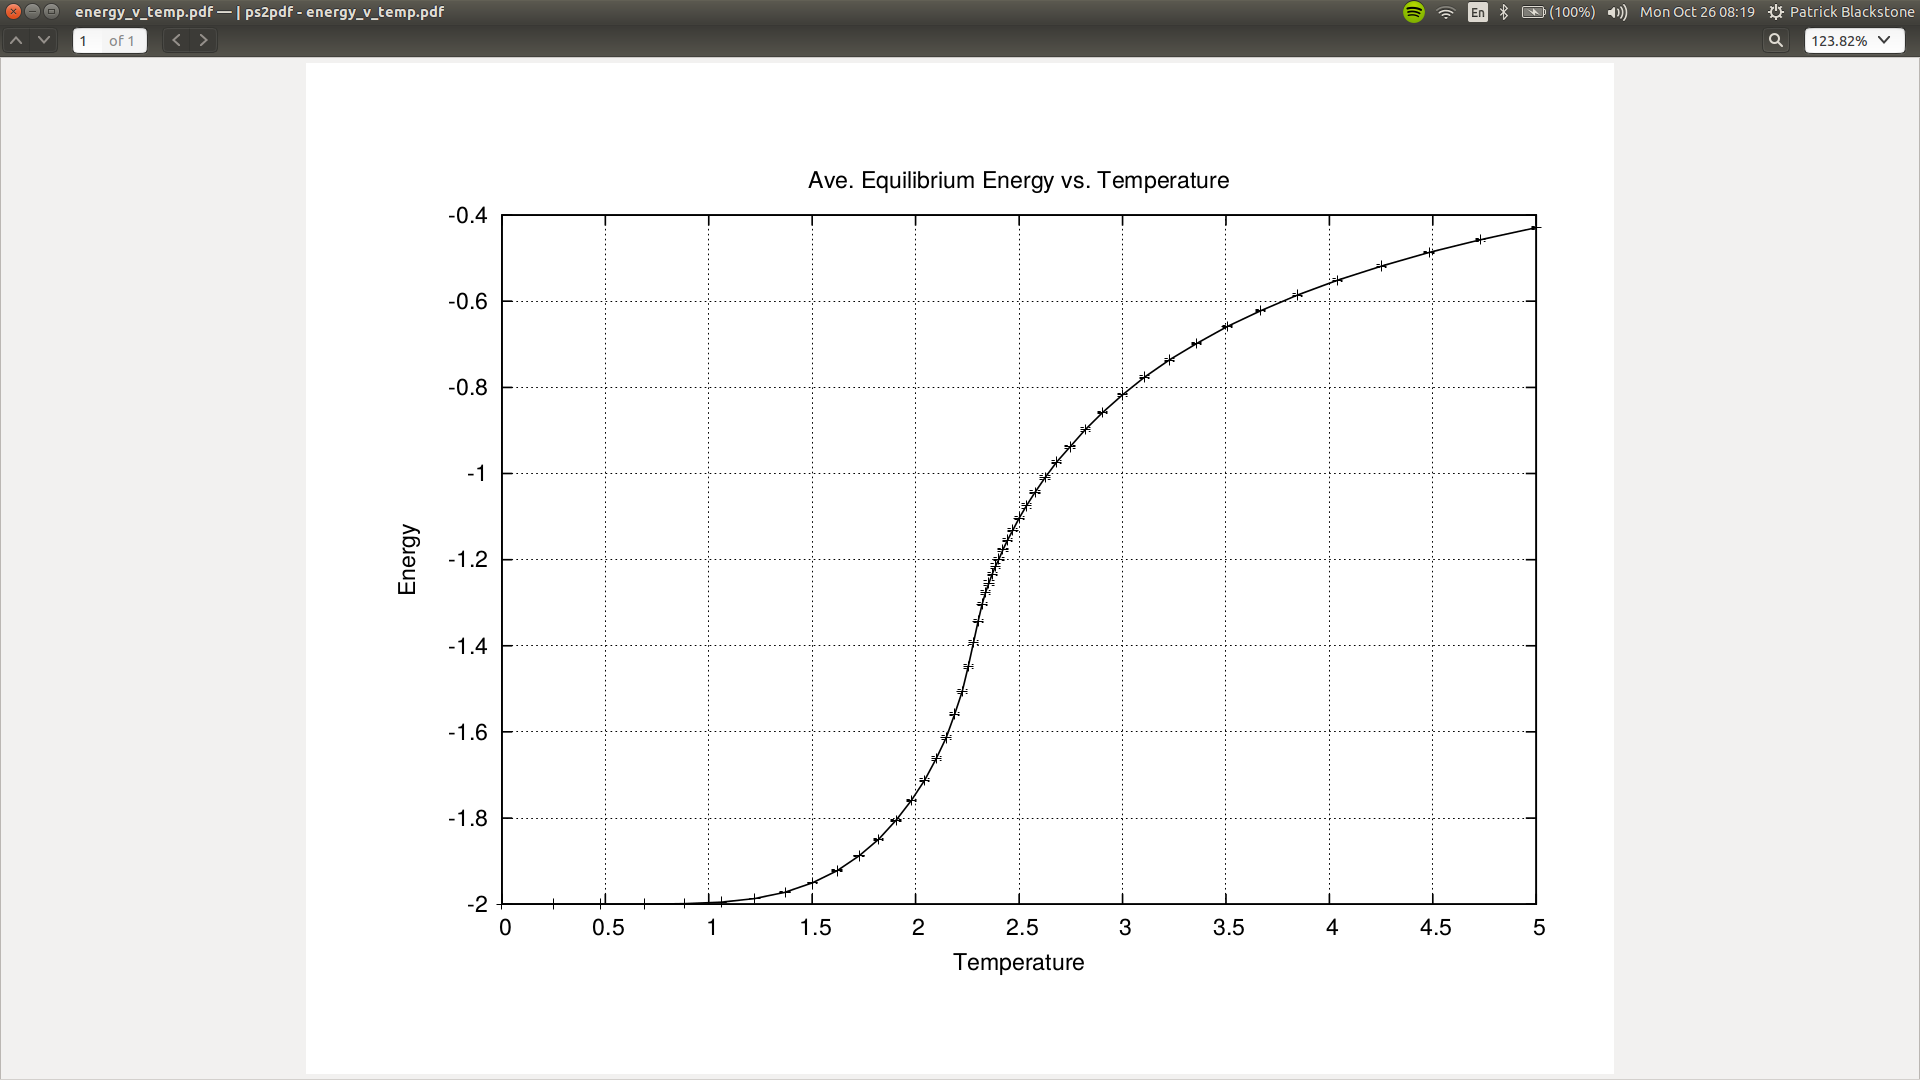 energy_v_temp.pdf — | ps2pdf - energy_v_temp.pdf
En (100%) Mon Oct 26 08:19 Patrick Blackstone
1 of 1 123.82%
Ave. Equilibrium Energy vs. Temperature
-0.4
-0.6
-0.8
-1
-1.2
-1.4
-1.6
-1.8
-2
Energy
0 0.5 1 1.5 2 2.5 3 3.5 4 4.5 5
Temperature